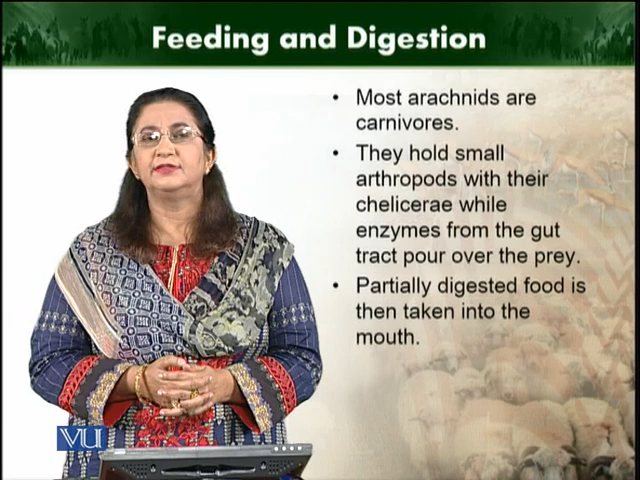 Feeding and Digestion
• Most arachnids are
carnivores.
• They hold small
arthropods with their
chelicerae while
enzymes from the gut
tract pour over the prey.
• Partially digested food is
then taken into the
mouth.
VU